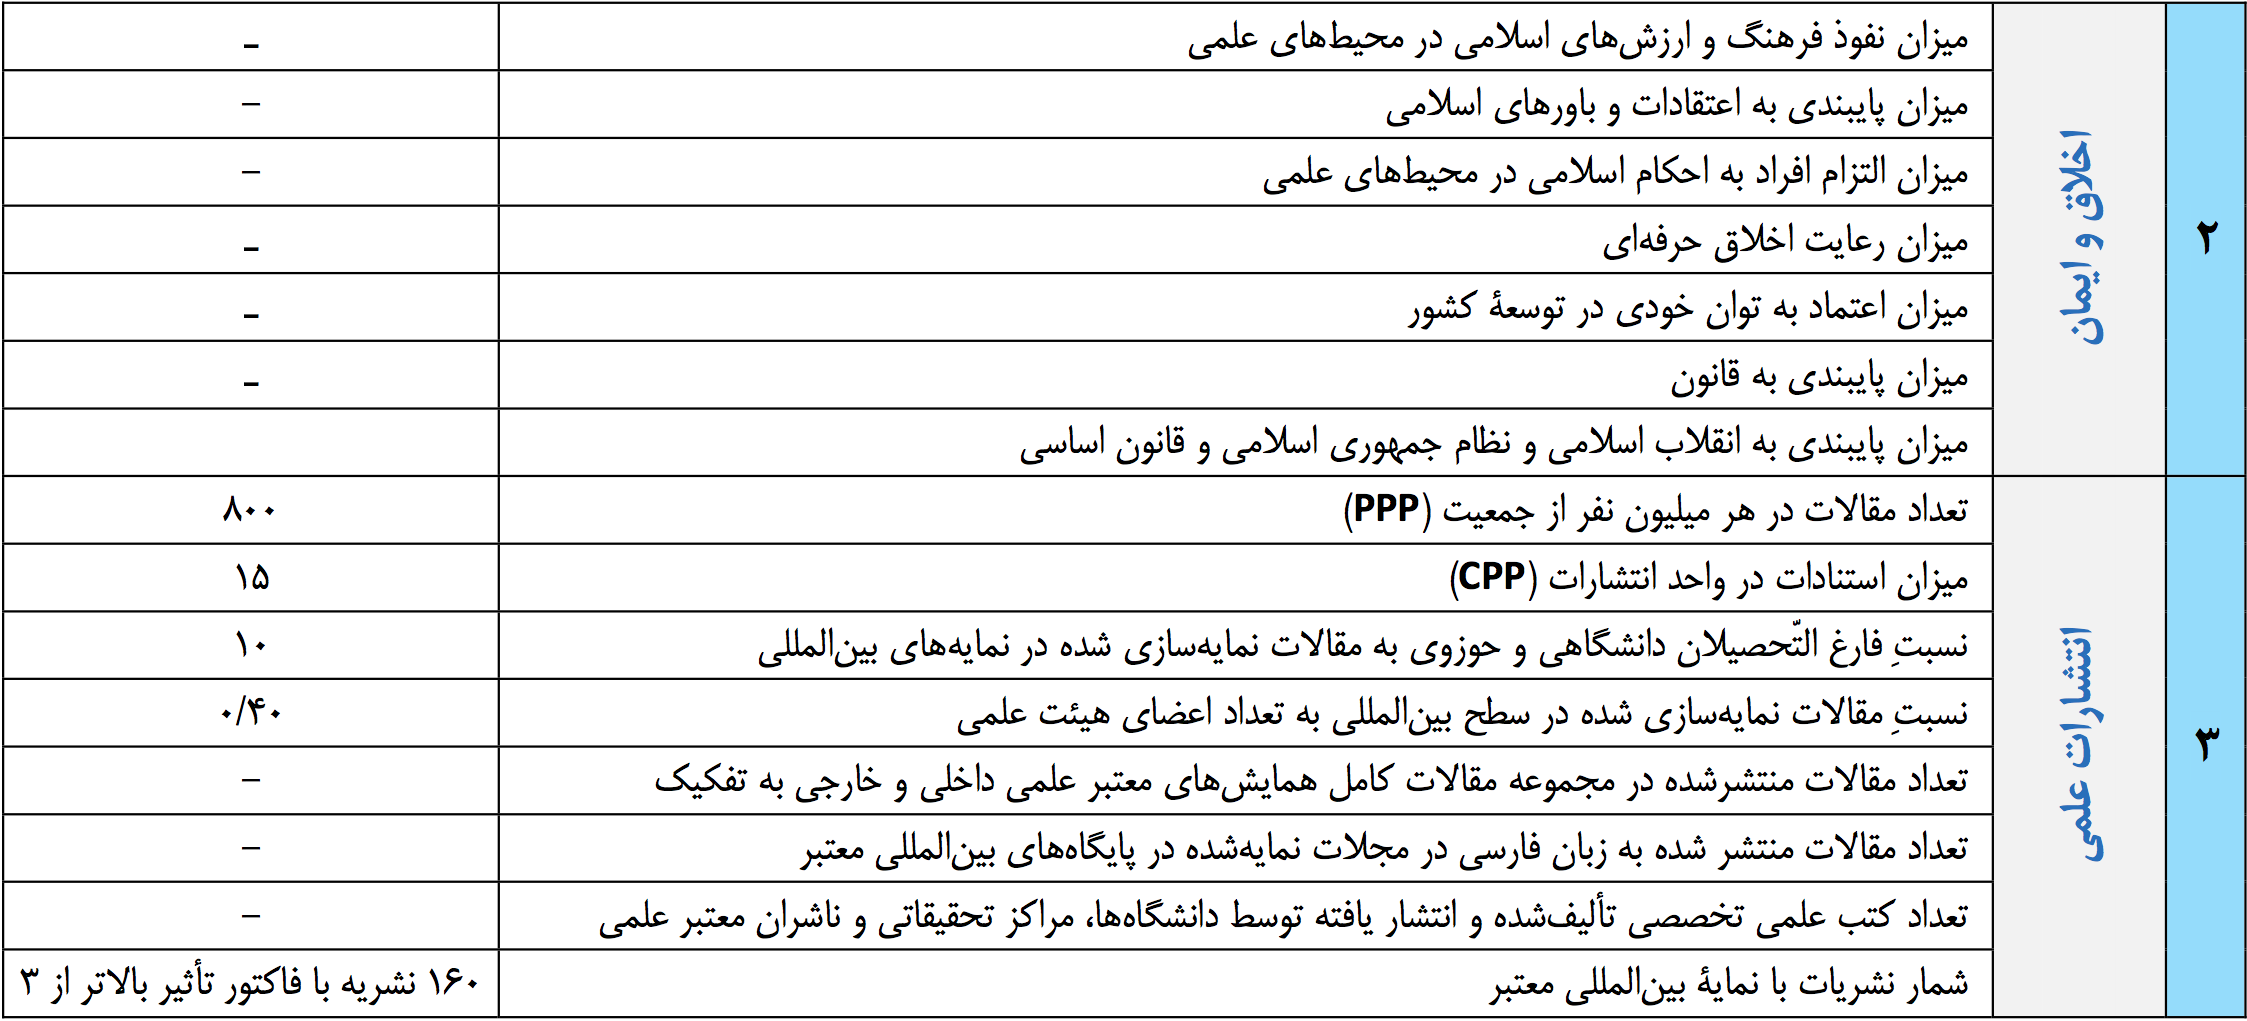 ۲
اخلاق و ایمان
میزان نفوذ فرهنگ و ارزش‌های اسلامی در محیط‌های علمی
–
میزان پایبندی به اعتقادات و باورهای اسلامی
–
میزان التزام افراد به احکام اسلامی در محیط‌های علمی
–
میزان رعایت اخلاق حرفه‌ای
–
میزان اعتماد به توان خودی در توسعهٔ کشور
–
میزان پایبندی به قانون
–
میزان پایبندی به انقلاب اسلامی و نظام جمهوری اسلامی و قانون اساسی
۳
انتشارات علمی
تعداد مقالات در هر میلیون نفر از جمعیت (PPP)
۸۰۰
میزان استنادات در واحد انتشارات (CPP)
۱۵
نسبتِ فارغ التّحصیلان دانشگاهی و حوزوی به مقالات نمایه‌سازی شده در نمایه‌های بین‌المللی
۱۰
نسبتِ مقالات نمایه‌سازی شده در سطح بین‌المللی به تعداد اعضای هیئت علمی
۰/۴۰
تعداد مقالات منتشرشده در مجموعه مقالات کامل همایش‌های معتبر علمی داخلی و خارجی به تفکیک
–
تعداد مقالات منتشر شده به زبان فارسی در مجلات نمایه‌شده در پایگاه‌های بین‌المللی معتبر
–
تعداد کتب علمی تخصصی تألیف‌شده و انتشار یافته توسط دانشگاه‌ها، مراکز تحقیقاتی و ناشران معتبر علمی
–
شمار نشریات با نمایهٔ بین‌المللی معتبر
۱۶۰ نشریه با فاکتور تأثیر بالاتر از ۳